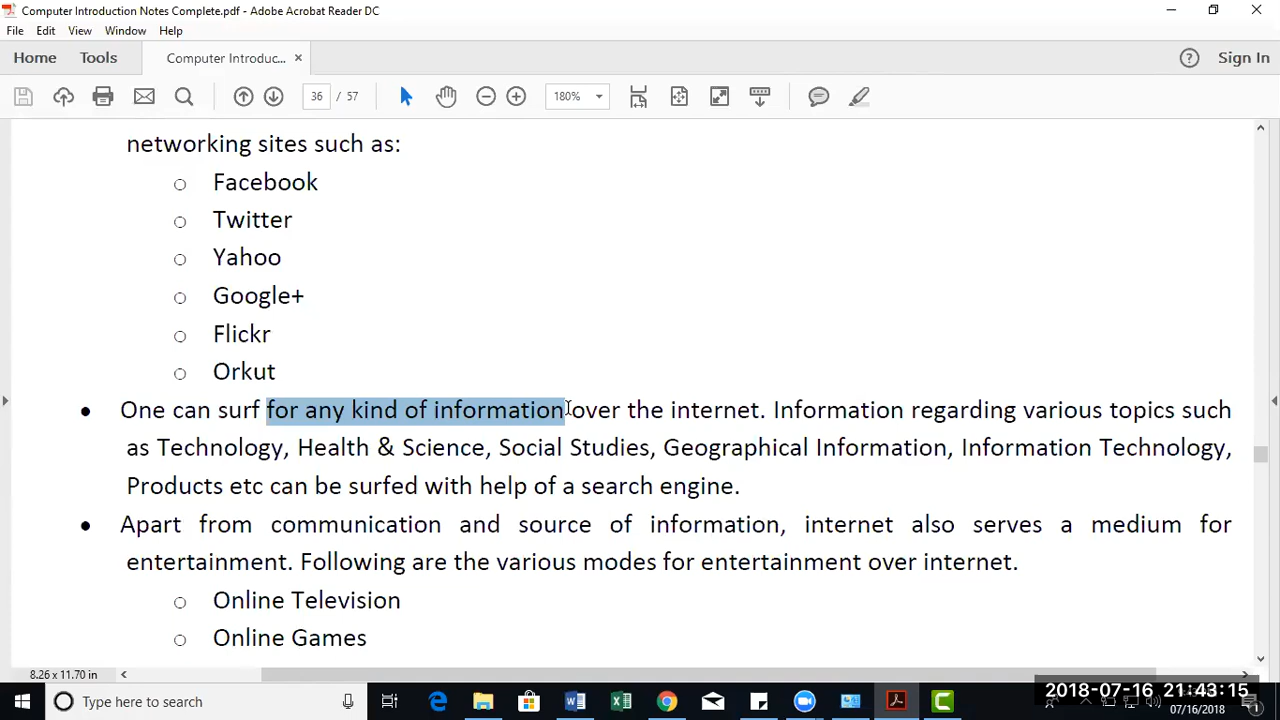 Computer Introduction Notes Complete.pdf - Adobe Acrobat Reader DC
File Edit View Window Help
Home Tools Computer Introduc... × Sign In
36 / 57 180%
networking sites such as:
○ Facebook
○ Twitter
○ Yahoo
○ Google+
○ Flickr
○ Orkut
● One can surf for any kind of information over the internet. Information regarding various topics such
as Technology, Health & Science, Social Studies, Geographical Information, Information Technology,
Products etc can be surfed with help of a search engine.
● Apart from communication and source of information, internet also serves a medium for
entertainment. Following are the various modes for entertainment over internet.
○ Online Television
○ Online Games
8.26 x 11.70 in
Type here to search
2018-07-16 21:43:15
07/16/2018